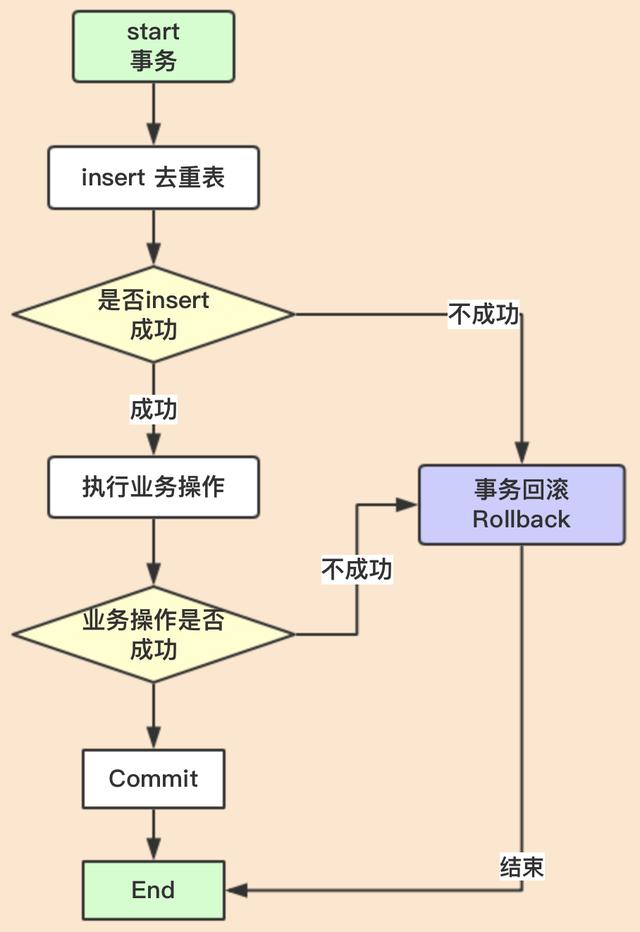 start
事务
insert 去重表
是否insert
成功
不成功
成功
执行业务操作
事务回滚
Rollback
不成功
业务操作是否
成功
Commit
结束
End